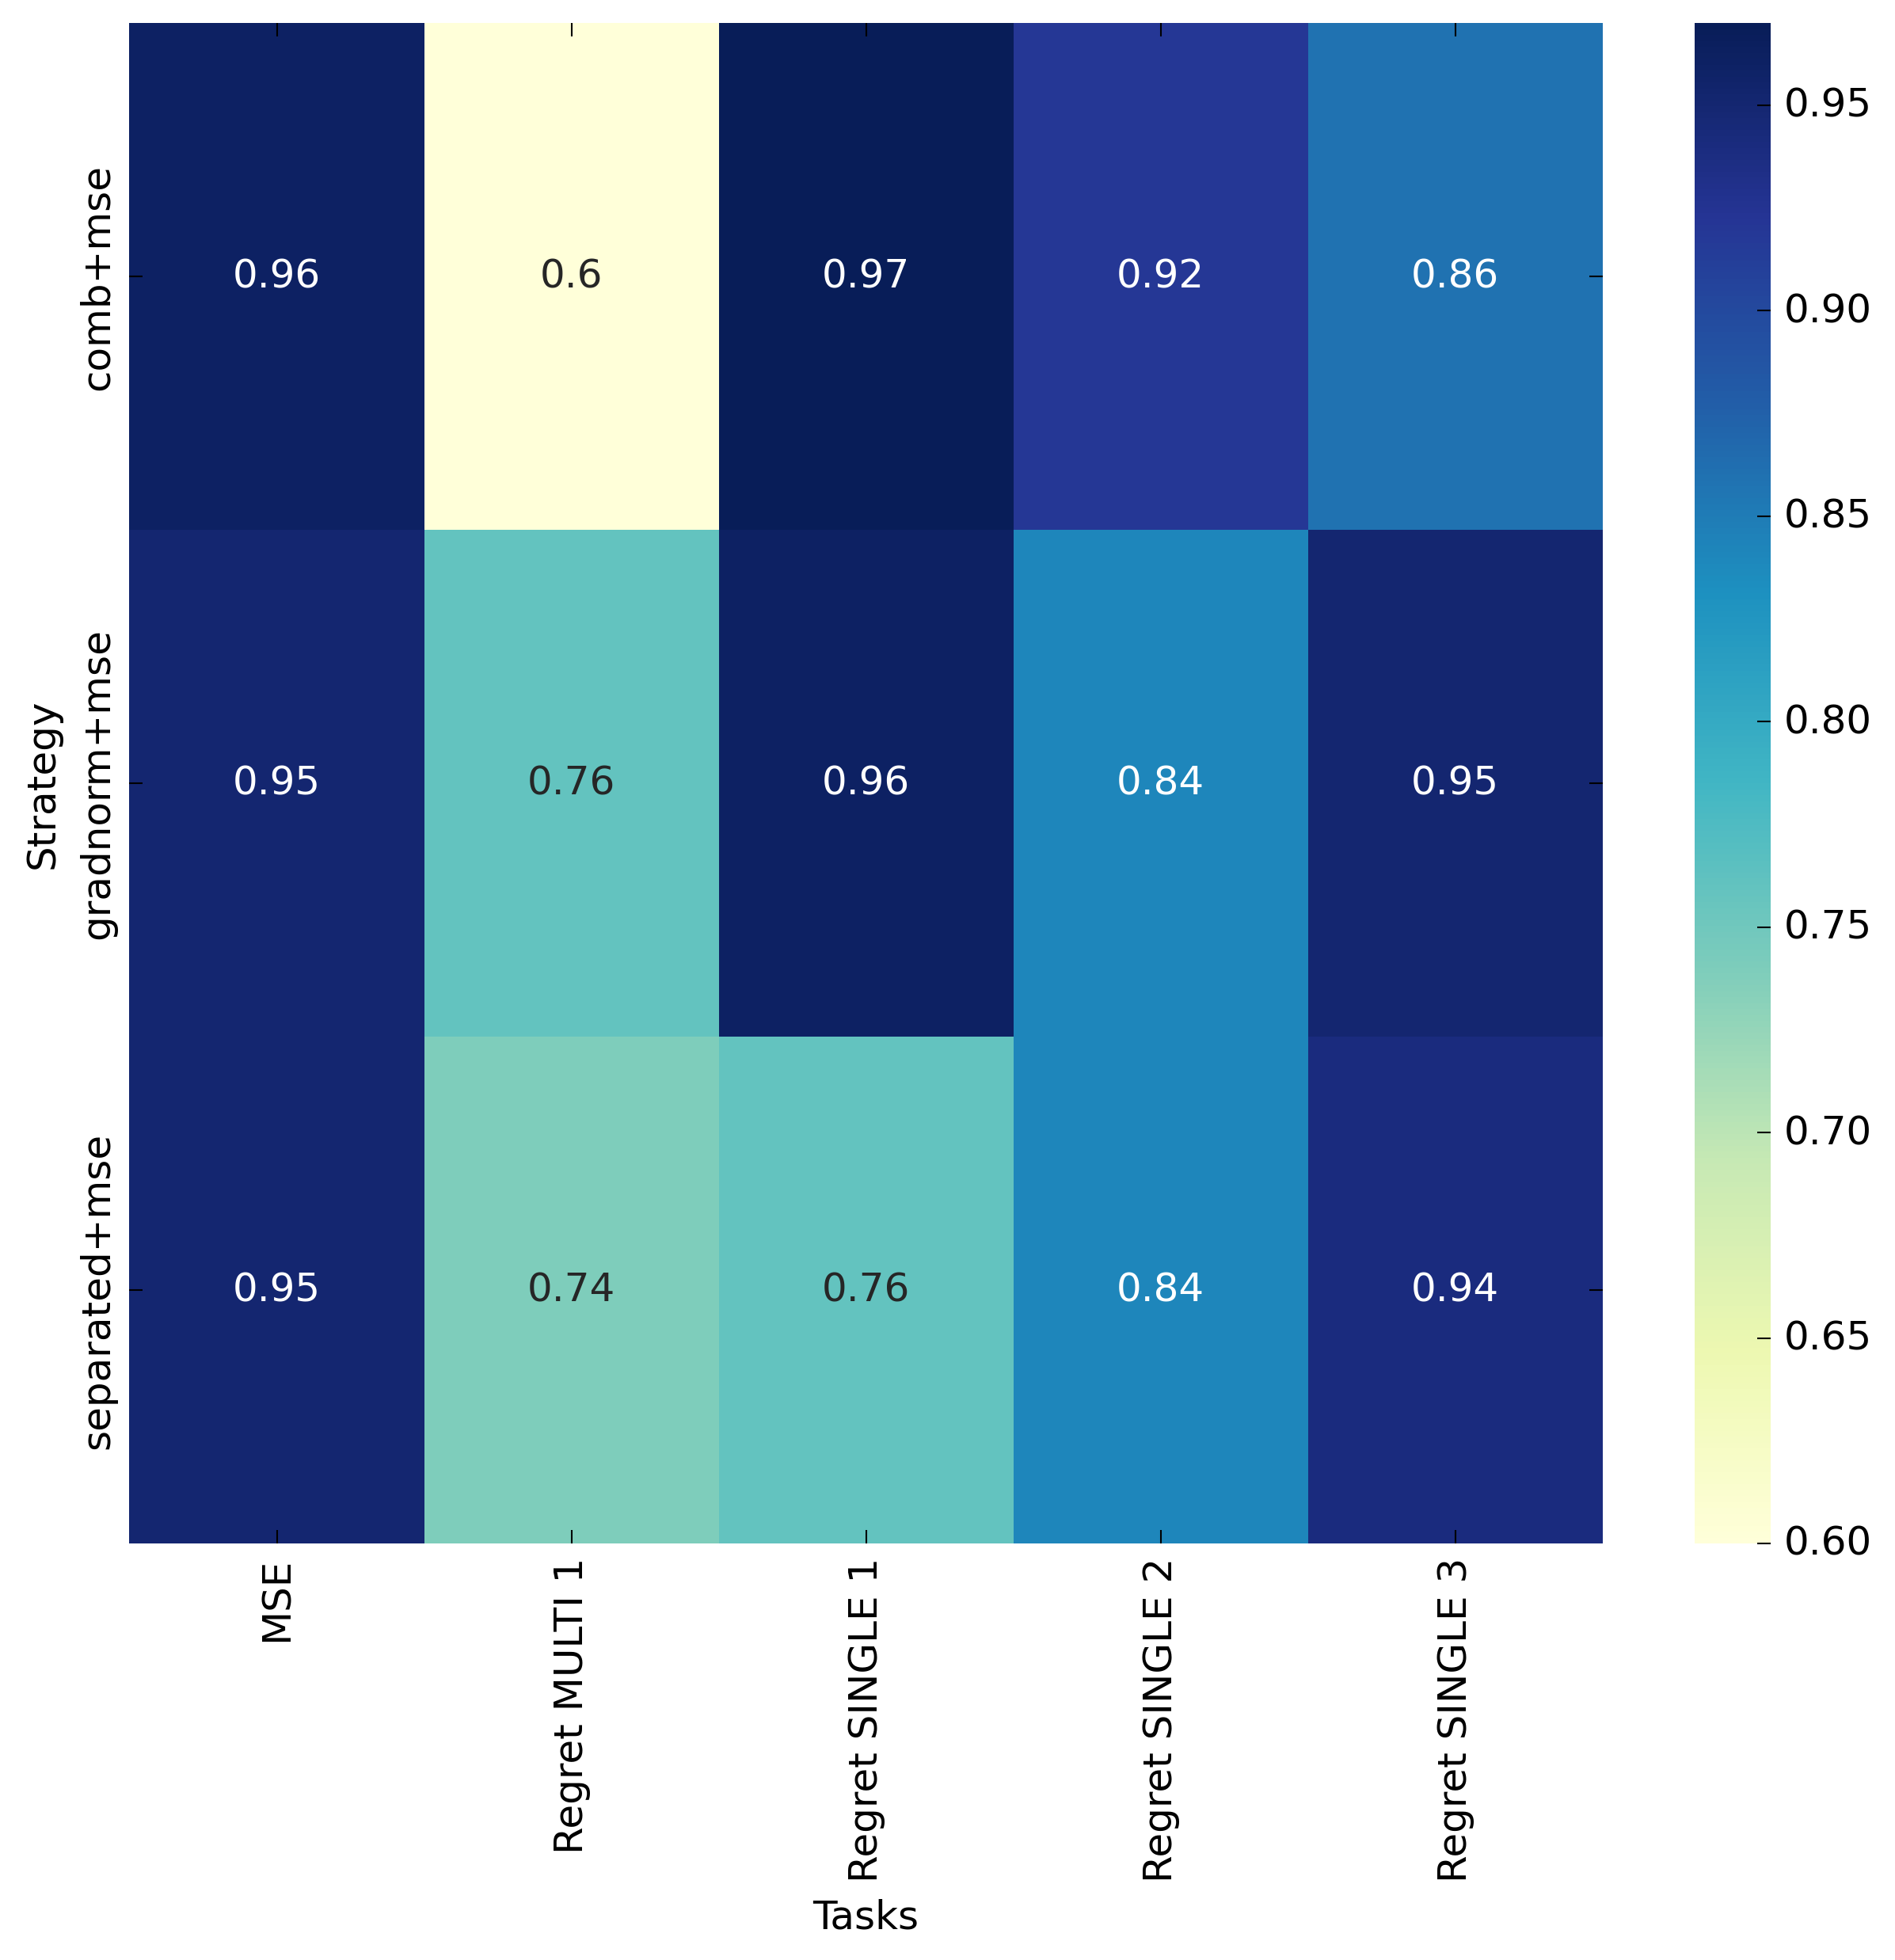 Strategy
comb+mse
gradnorm+mse
separated+mse
0.96 0.6 0.97 0.92 0.86
0.95 0.76 0.96 0.84 0.95
0.95 0.74 0.76 0.84 0.94
MSE
Regret MULTI 1
Regret SINGLE 1
Regret SINGLE 2
Regret SINGLE 3
Tasks
0.95
0.90
0.85
0.80
0.75
0.70
0.65
0.60